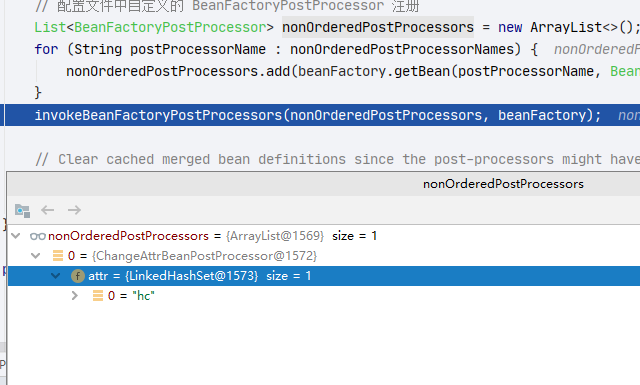 // 配置文件中自定义的 BeanFactoryPostProcessor 注册
List<BeanFactoryPostProcessor> nonOrderedPostProcessors = new ArrayList<>();
for (String postProcessorName : nonOrderedPostProcessorNames) { nonOrderedP
nonOrderedPostProcessors.add(beanFactory.getBean(postProcessorName, Bean
}
invokeBeanFactoryPostProcessors(nonOrderedPostProcessors, beanFactory); non
// Clear cached merged bean definitions since the post-processors might have
nonOrderedPostProcessors
}
nonOrderedPostProcessors = {ArrayList@1569} size = 1
0 = {ChangeAttrBeanPostProcessor@1572}
f attr = {LinkedHashSet@1573} size = 1
0 = "hc"